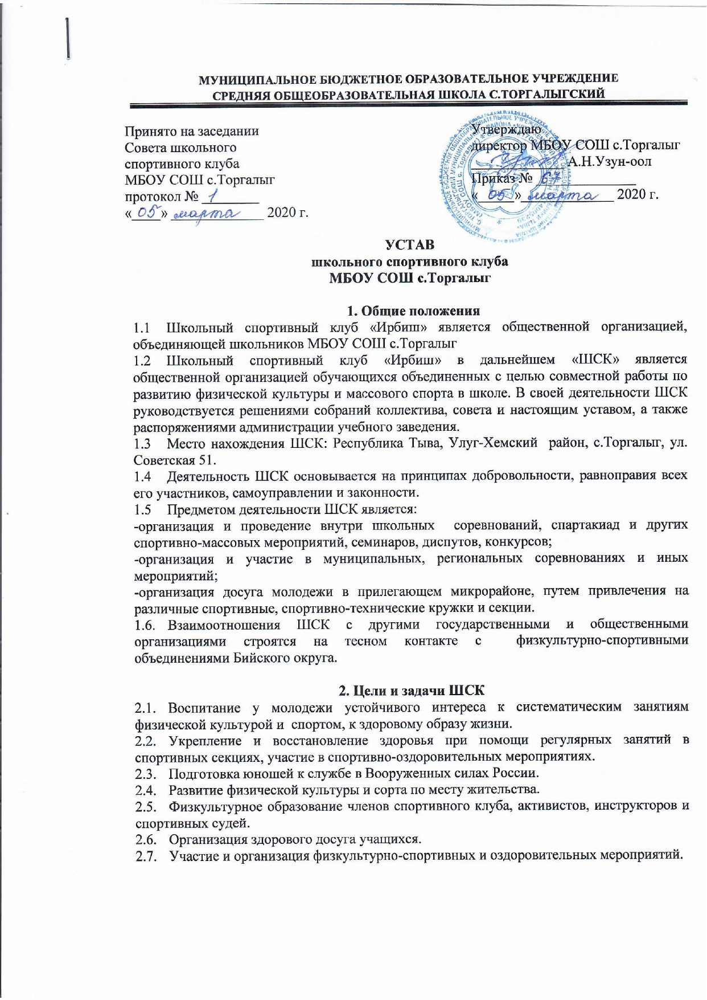 МУНИЦИПАЛЬНОЕ БЮДЖЕТНОЕ ОБРАЗОВАТЕЛЬНОЕ УЧРЕЖДЕНИЕ
СРЕДНЯЯ ОБЩЕОБРАЗОВАТЕЛЬНАЯ ШКОЛА С.ТОРГАЛЫГСКИЙ
Принято на заседании
Совета школьного
спортивного клуба
МБОУ СОШ с.Торгалыг
протокол № 1
«05» марта 2020 г.
Утверждаю
директор МБОУ СОШ с.Торгалыг
А.Н.Узун-оол
Приказ № 67
«05» марта 2020 г.
УСТАВ
школьного спортивного клуба
МБОУ СОШ с.Торгалыг
1. Общие положения
1.1 Школьный спортивный клуб «Ирбиш» является общественной организацией,
объединяющей школьников МБОУ СОШ с.Торгалыг
1.2 Школьный спортивный клуб «Ирбиш» в дальнейшем «ШСК» является
общественной организацией обучающихся объединенных с целью совместной работы по
развитию физической культуры и массового спорта в школе. В своей деятельности ШСК
руководствуется решениями собраний коллектива, совета и настоящим уставом, а также
распоряжениями администрации учебного заведения.
1.3 Место нахождения ШСК: Республика Тыва, Улуг-Хемский район, с.Торгалыг, ул.
Советская 51.
1.4 Деятельность ШСК основывается на принципах добровольности, равноправия всех
его участников, самоуправлении и законности.
1.5 Предметом деятельности ШСК является:
-организация и проведение внутри школьных соревнований, спартакиад и других
спортивно-массовых мероприятий, семинаров, диспутов, конкурсов;
-организация и участие в муниципальных, региональных соревнованиях и иных
мероприятий;
-организация досуга молодежи в прилегающем микрорайоне, путем привлечения на
различные спортивные, спортивно-технические кружки и секции.
1.6. Взаимоотношения ШСК с другими государственными и общественными
организациями строятся на тесном контакте с физкультурно-спортивными
объединениями Бийского округа.
2. Цели и задачи ШСК
2.1. Воспитание у молодежи устойчивого интереса к систематическим занятиям
физической культурой и спортом, к здоровому образу жизни.
2.2. Укрепление и восстановление здоровья при помощи регулярных занятий в
спортивных секциях, участие в спортивно-оздоровительных мероприятиях.
2.3. Подготовка юношей к службе в Вооруженных силах России.
2.4. Развитие физической культуры и сорта по месту жительства.
2.5. Физкультурное образование членов спортивного клуба, активистов, инструкторов и
спортивных судей.
2.6. Организация здорового досуга учащихся.
2.7. Участие и организация физкультурно-спортивных и оздоровительных мероприятий.